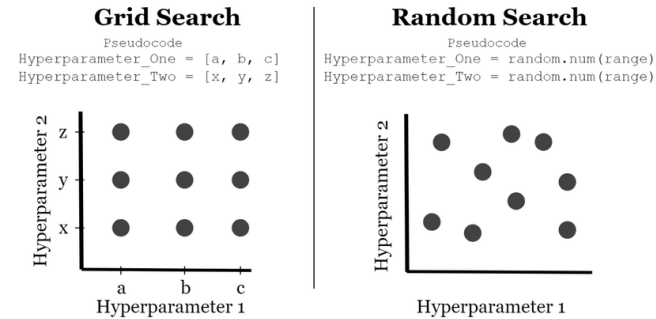 Grid Search
Pseudocode
Hyperparameter_One = [a, b, c]
Hyperparameter_Two = [x, y, z]
Hyperparameter 2
z
y
x
a b c
Hyperparameter 1
Random Search
Pseudocode
Hyperparameter_One = random.num(range)
Hyperparameter_Two = random.num(range)
Hyperparameter 2
Hyperparameter 1